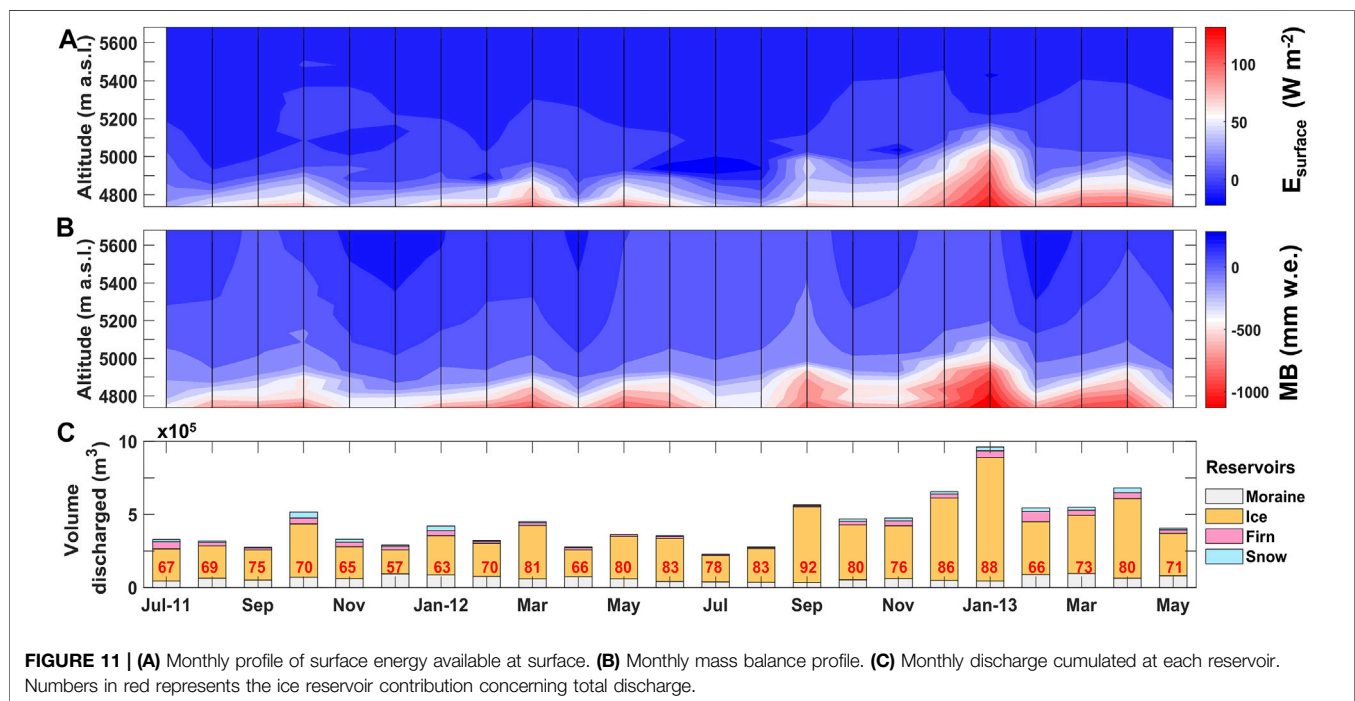 A
Altitude (m a.s.l.)
5600
5400
5200
5000
4800
100
50
0
E surface (W m-2)
B
Altitude (m a.s.l.)
5600
5400
5200
5000
4800
0
-500
-1000
MB (mm w.e.)
C
x10^5
Volume
discharged (m3)
10
5
0
67 69 75 70 65 57 63 70 81 66 80 83 78 83 92 80 76 86 88 66 73 80 71
Jul-11 Sep Nov Jan-12 Mar May Jul Sep Nov Jan-13 Mar May
Reservoirs
Moraine
Ice
Firn
Snow
FIGURE 11 | (A) Monthly profile of surface energy available at surface. (B) Monthly mass balance profile. (C) Monthly discharge cumulated at each reservoir.
Numbers in red represents the ice reservoir contribution concerning total discharge.